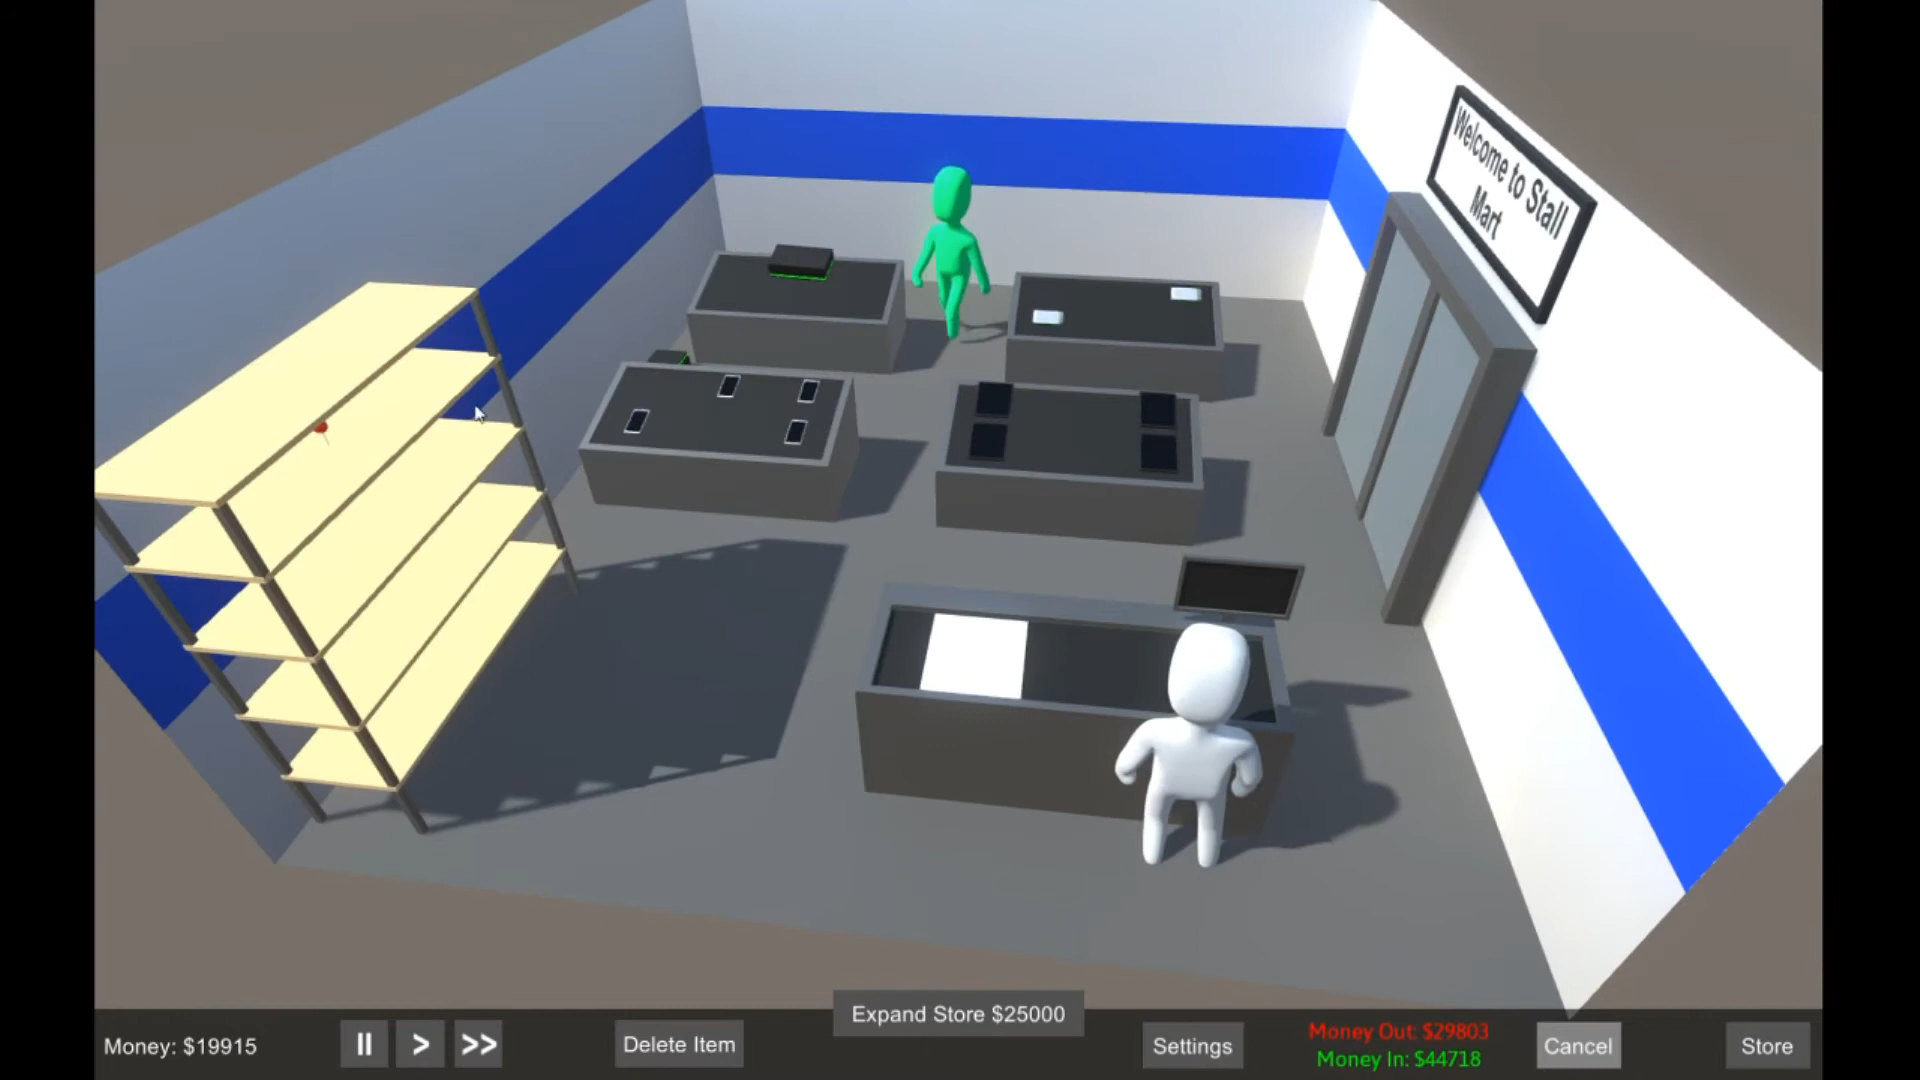 Welcome to Stall
Mart
Expand Store $25000
Money: $19915
Delete Item
Settings
Money Out: $29803
Money In: $44718
Cancel
Store